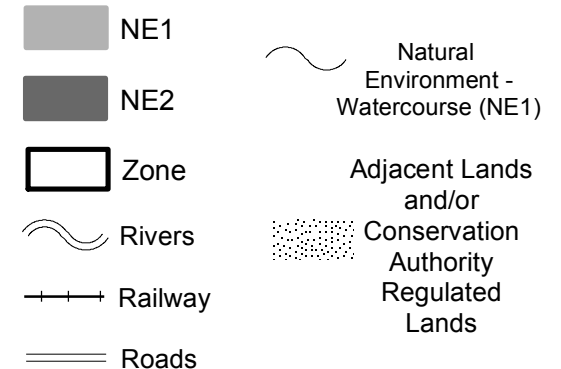 NE1
NE2
Zone
Rivers
Railway
Roads
Natural
Environment -
Watercourse (NE1)
Adjacent Lands
and/or
Conservation
Authority
Regulated
Lands